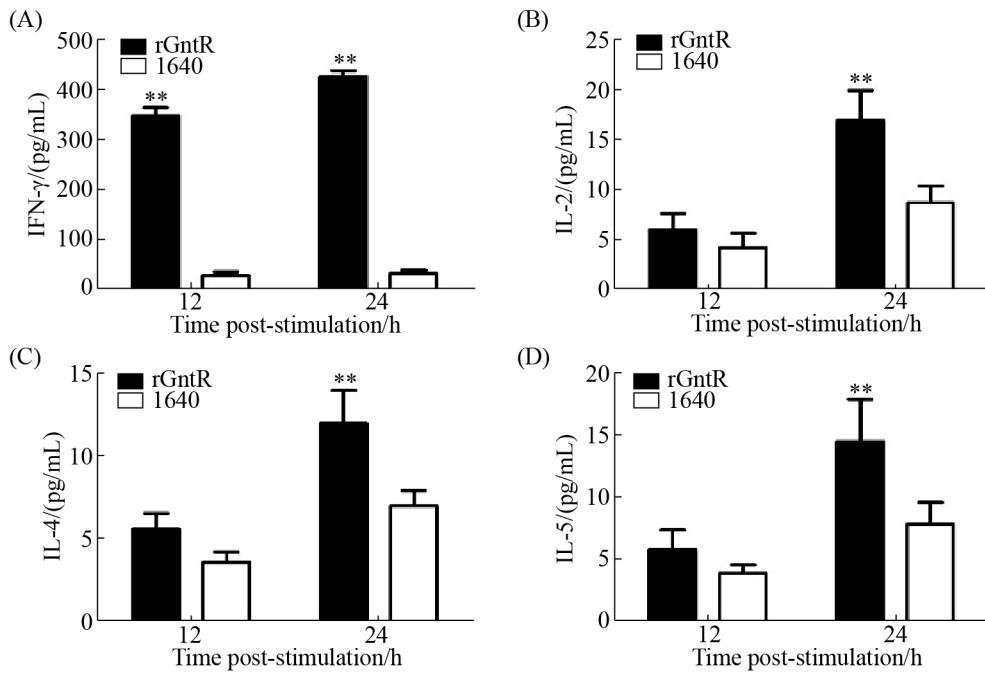 (A)
500
400
300
200
100
0
IFN-γ/(pg/mL)
rGntR
1640
**
**
12
24
Time post-stimulation/h
(B)
25
20
15
10
5
0
IL-2/(pg/mL)
rGntR
1640
**
12
24
Time post-stimulation/h
(C)
15
10
5
0
IL-4/(pg/mL)
rGntR
1640
**
12
24
Time post-stimulation/h
(D)
20
15
10
5
0
IL-5/(pg/mL)
rGntR
1640
**
12
24
Time post-stimulation/h